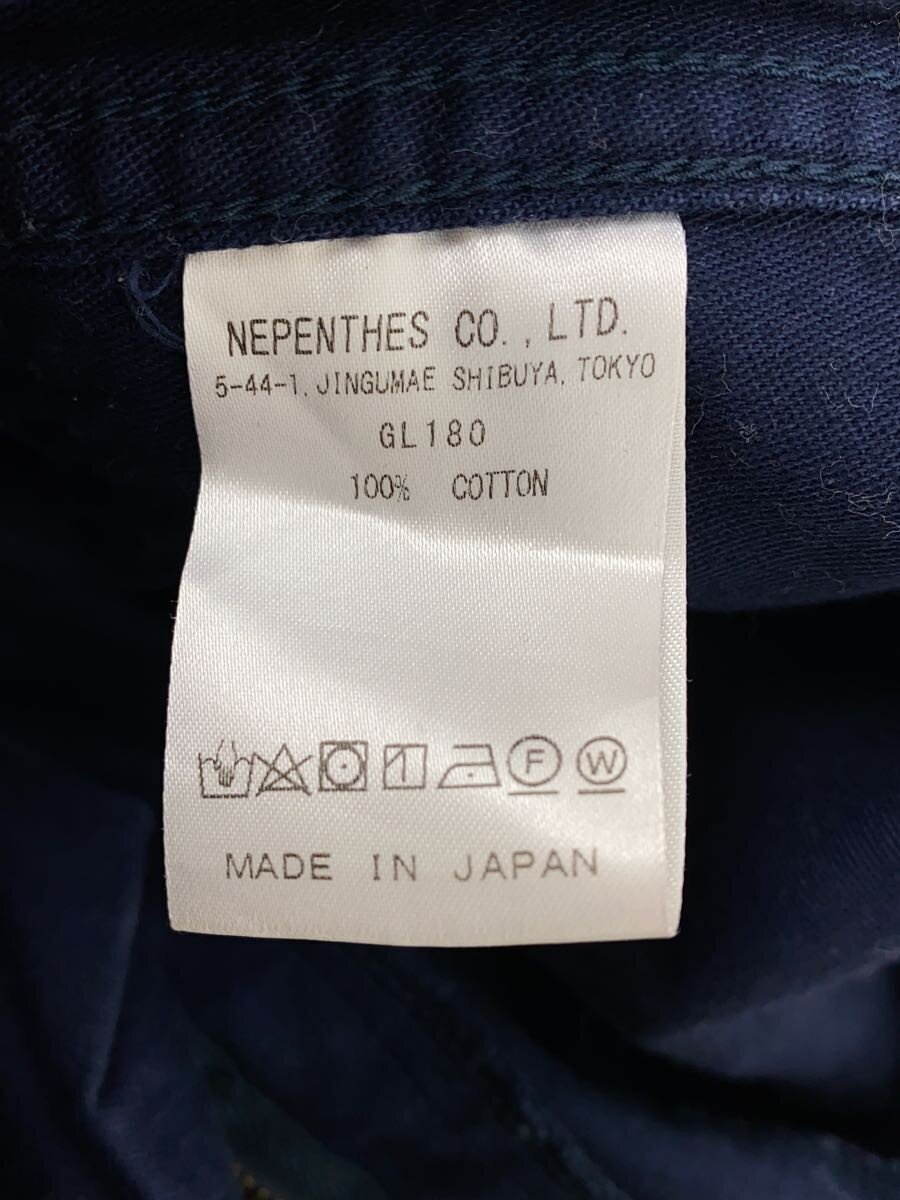 NEPENTHES CO., LTD.
5-44-1, JINGUMAE SHIBUYA, TOKYO
GL180
100% COTTON
F W
MADE IN JAPAN